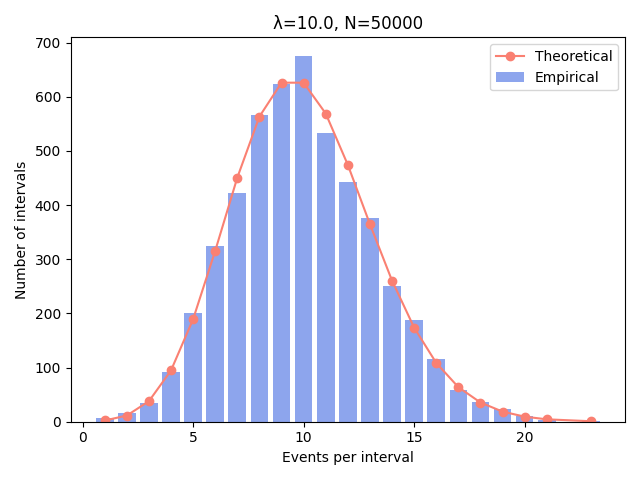 λ=10.0, N=50000
Theoretical
Empirical
Number of intervals
700
600
500
400
300
200
100
0
0
5
10
15
20
Events per interval